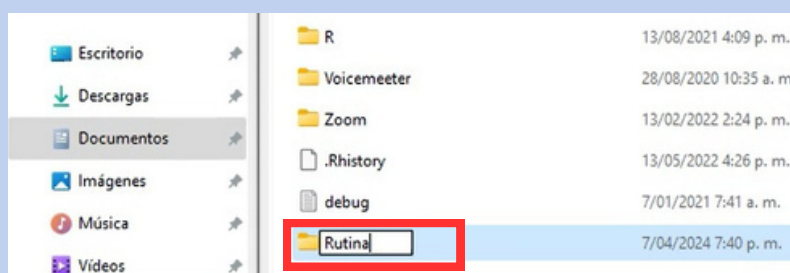 Escritorio
Descargas
Documentos
Imágenes
Música
Vídeos
R 13/08/2021 4:09 p. m.
Voicemeeter 28/08/2020 10:35 a. m
Zoom 13/02/2022 2:24 p. m.
.Rhistory 13/05/2022 4:26 p. m.
debug 7/01/2021 7:41 a. m.
Rutina 7/04/2024 7:40 p. m.